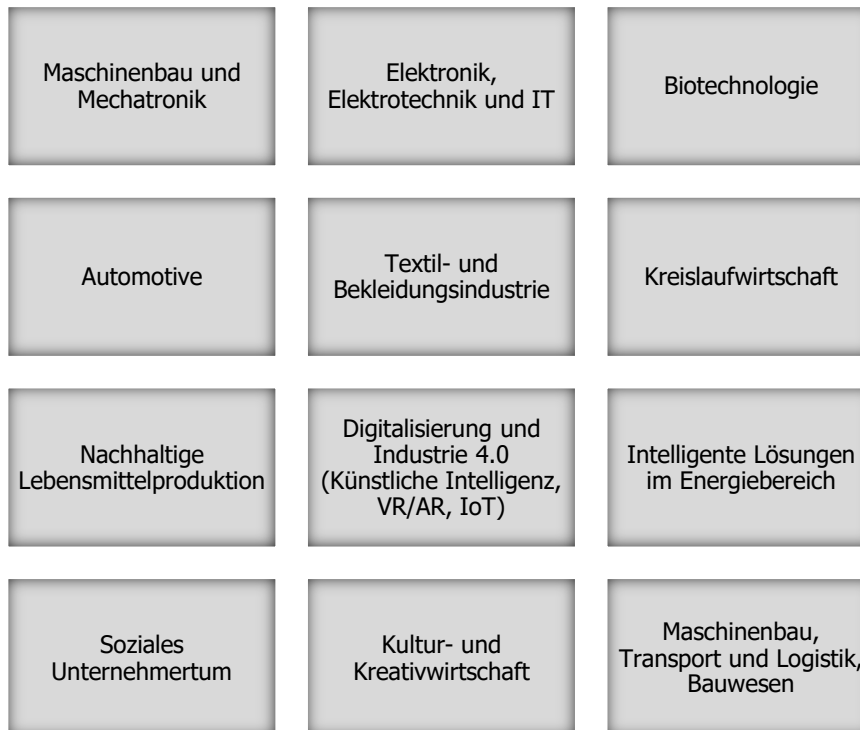 Maschinenbau und
Mechatronik
Elektronik,
Elektrotechnik und IT
Biotechnologie
Automotive
Textil- und
Bekleidungsindustrie
Kreislaufwirtschaft
Nachhaltige
Lebensmittelproduktion
Digitalisierung und
Industrie 4.0
(Künstliche Intelligenz,
VR/AR, IoT)
Intelligente Lösungen
im Energiebereich
Soziales
Unternehmertum
Kultur- und
Kreativwirtschaft
Maschinenbau,
Transport und Logistik,
Bauwesen